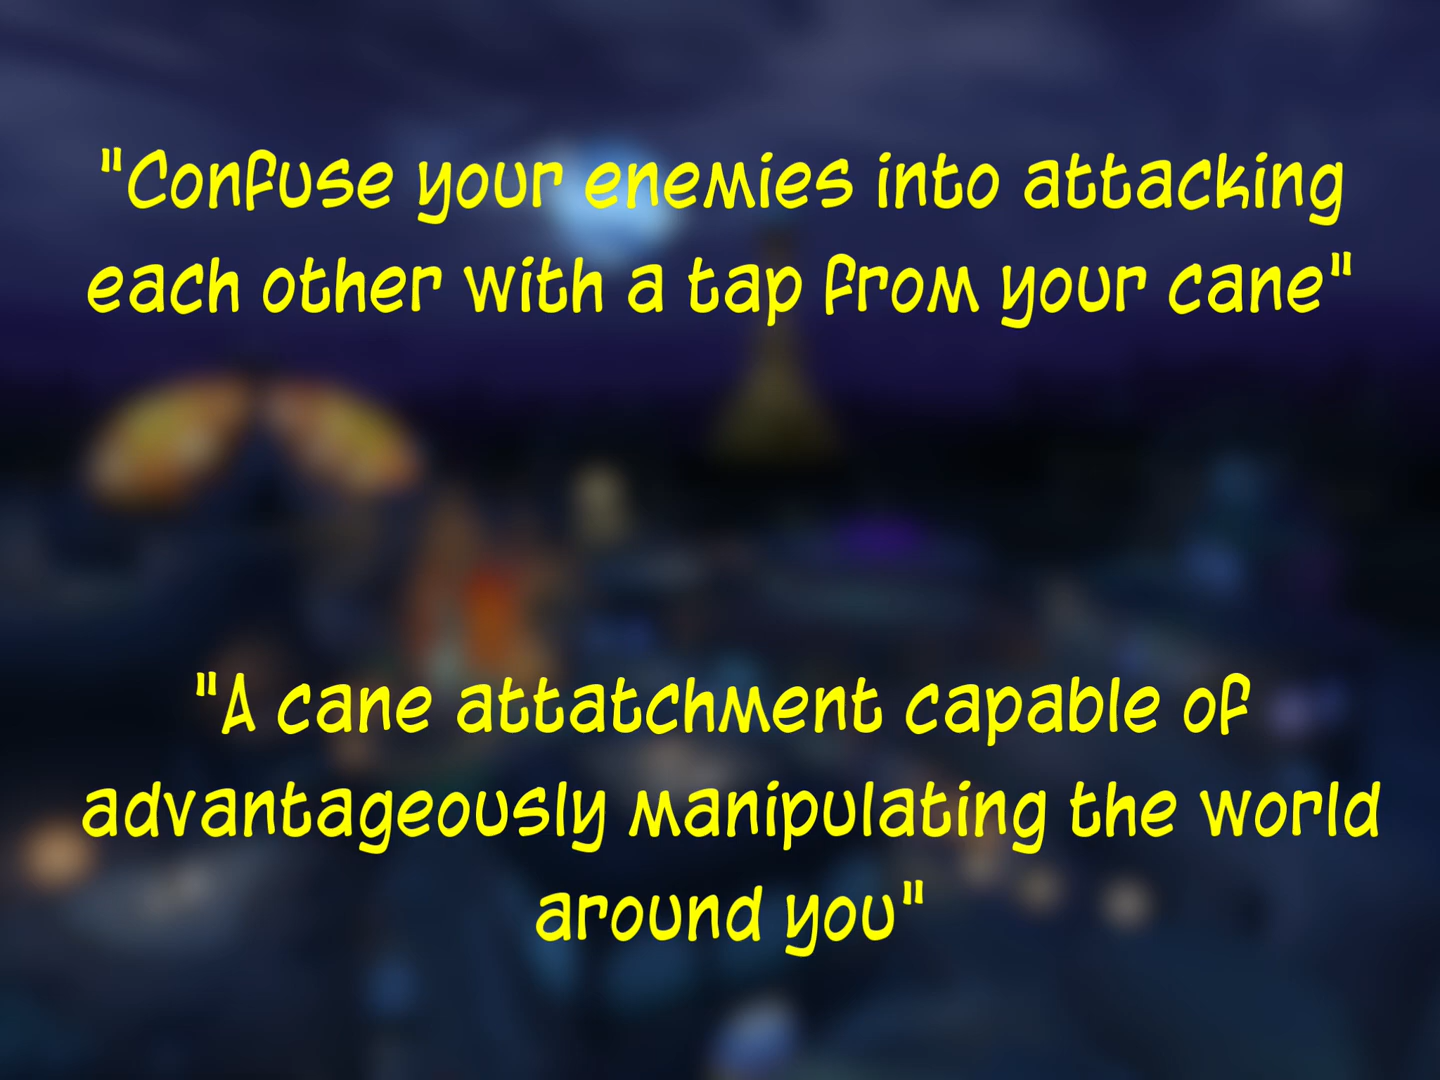 "Confuse your enemies into attacking
each other with a tap from your cane"
"A cane attatchment capable of
advantageously manipulating the world
around you"